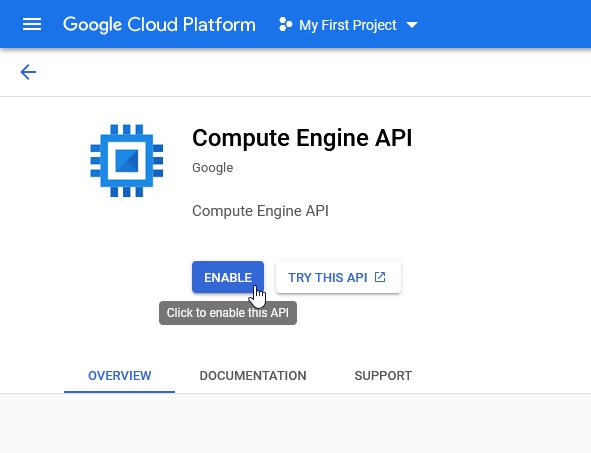 Google Cloud Platform My First Project
Compute Engine API
Google
Compute Engine API
ENABLE TRY THIS API
Click to enable this API
OVERVIEW DOCUMENTATION SUPPORT